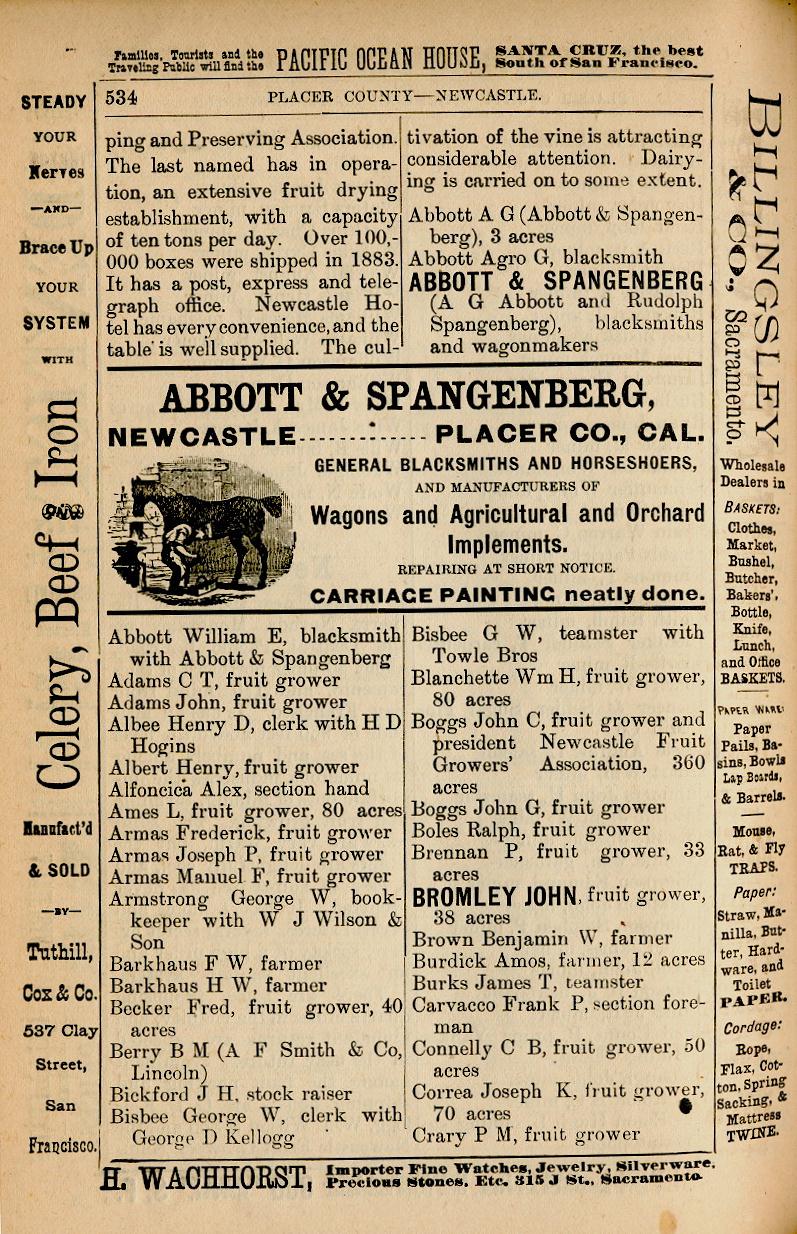 Families, Tourists and the
Traveling Public will find the
PACIFIC OCEAN HOUSE,
SANTA CRUZ, the best
South of San Francisco.
STEADY
YOUR
Nerves
—AND—
Brace Up
YOUR
SYSTEM
WITH
Celery, Beef AND Iron
Manufact'd
& SOLD
—BY—
Tuthill,
Cox & Co.
537 Clay
Street,
San
Francisco.
534
PLACER COUNTY—NEWCASTLE.
ping and Preserving Association.
The last named has in opera-
tion, an extensive fruit drying
establishment, with a capacity
of ten tons per day. Over 100,-
000 boxes were shipped in 1883.
It has a post, express and tele-
graph office. Newcastle Ho-
tel has every convenience, and the
table is well supplied. The cul-
tivation of the vine is attracting
considerable attention. Dairy-
ing is carried on to some extent.
Abbott A G (Abbott & Spangen-
berg), 3 acres
Abbott Agro G, blacksmith
ABBOTT & SPANGENBERG
(A G Abbott and Rudolph
Spangenberg), blacksmiths
and wagonmakers
ABBOTT & SPANGENBERG,
NEWCASTLE ------------- PLACER CO., CAL.
GENERAL BLACKSMITHS AND HORSESHOERS,
AND MANUFACTURERS OF
Wagons and Agricultural and Orchard
Implements.
REPAIRING AT SHORT NOTICE.
CARRIAGE PAINTING neatly done.
Abbott William E, blacksmith
with Abbott & Spangenberg
Adams C T, fruit grower
Adams John, fruit grower
Albee Henry D, clerk with H D
Hogins
Albert Henry, fruit grower
Alfoncica Alex, section hand
Ames L, fruit grower, 80 acres
Armas Frederick, fruit grower
Armas Joseph P, fruit grower
Armas Manuel F, fruit grower
Armstrong George W, book-
keeper with W J Wilson &
Son
Barkhaus F W, farmer
Barkhaus H W, farmer
Becker Fred, fruit grower, 40
acres
Berry B M (A F Smith & Co,
Lincoln)
Bickford J H, stock raiser
Bisbee George W, clerk with
George D Kellogg
Bisbee G W, teamster with
Towle Bros
Blanchette Wm H, fruit grower,
80 acres
Boggs John C, fruit grower and
president Newcastle Fruit
Growers' Association, 360
acres
Boggs John G, fruit grower
Boles Ralph, fruit grower
Brennan P, fruit grower, 33
acres
BROMLEY JOHN, fruit grower,
38 acres
Brown Benjamin W, farmer
Burdick Amos, farmer, 12 acres
Burks James T, teamster
Carvacco Frank P, section fore-
man
Connelly C B, fruit grower, 50
acres
Correa Joseph K, fruit grower,
70 acres
Crary P M, fruit grower
BILLINGSLEY
& CO., Sacramento.
Wholesale
Dealers in
BASKETS:
Clothes,
Market,
Bushel,
Butcher,
Bakers',
Bottle,
Knife,
Lunch,
and Office
BASKETS.
PAPER WARE:
Paper
Pails, Ba-
sins, Bowls
Lap Boards,
& Barrels.
Mouse,
Rat, & Fly
TRAPS.
Paper:
Straw, Ma-
nilla, But-
ter, Hard-
ware, and
Toilet
PAPER.
Cordage:
Rope,
Flax, Cot-
ton, Spring
Sacking, &
Mattress
TWINE.
H. WACHHORST,
Importer Fine Watches, Jewelry, Silverware,
Precious Stones, Etc. 315 J St., Sacramento